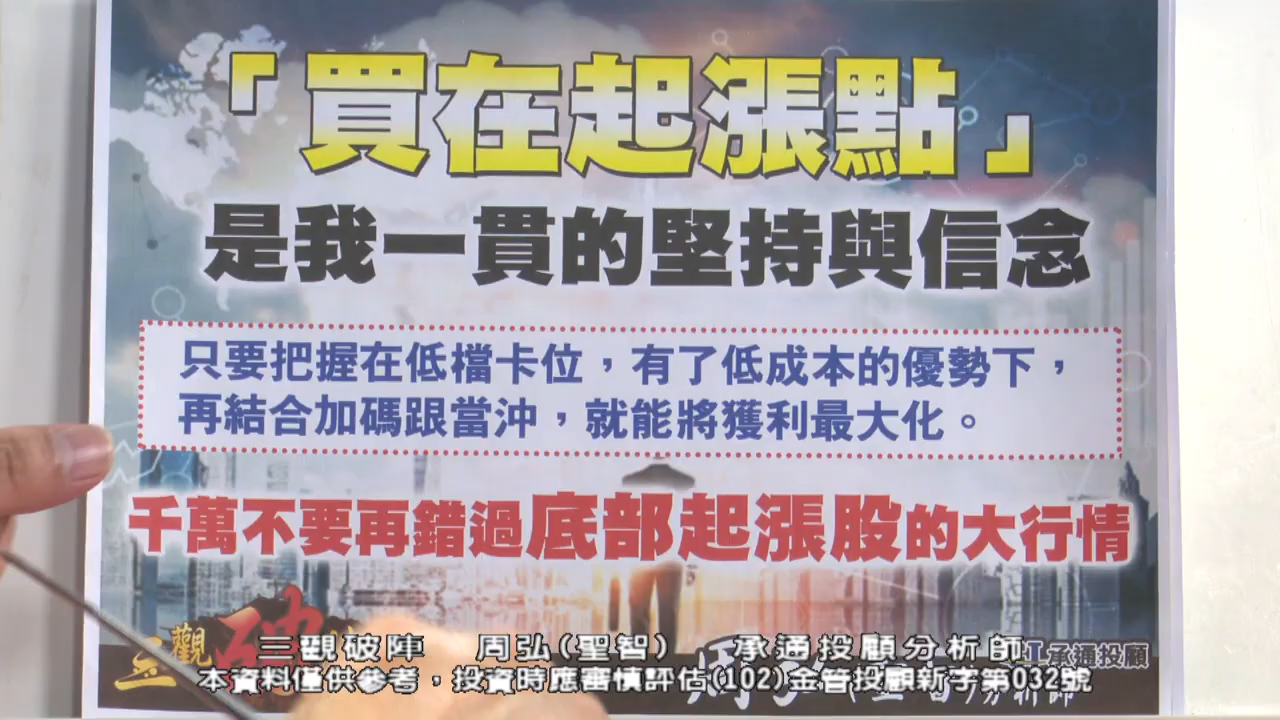 「買在起漲點」
是我一貫的堅持與信念
只要把握在低檔卡位，有了低成本的優勢下，
再結合加碼跟當沖，就能將獲利最大化。
千萬不要再錯過底部起漲股的大行情
三觀破陣 周弘(聖智) 承通投顧分析師
承通投顧
本資料僅供參考，投資時應審慎評估(102)金管投顧新字第032號